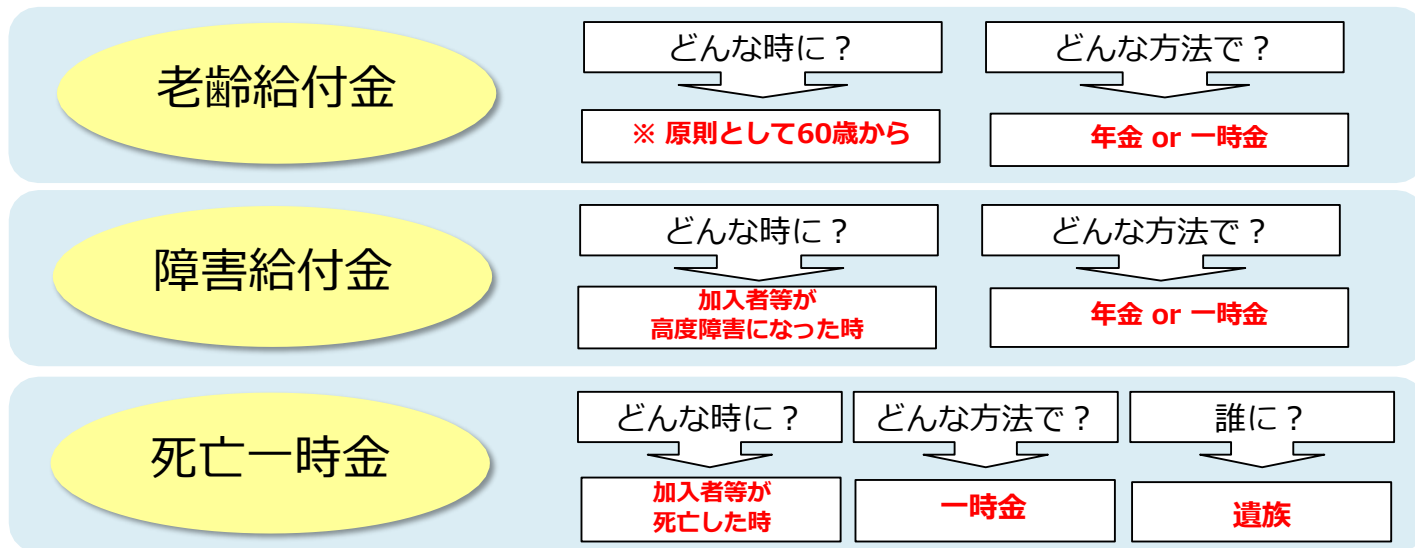 老齢給付金
どんな時に？
どんな方法で？
※ 原則として60歳から
年金 or 一時金
障害給付金
どんな時に？
どんな方法で？
加入者等が
高度障害になった時
年金 or 一時金
死亡一時金
どんな時に？
どんな方法で？
誰に？
加入者等が
死亡した時
一時金
遺族